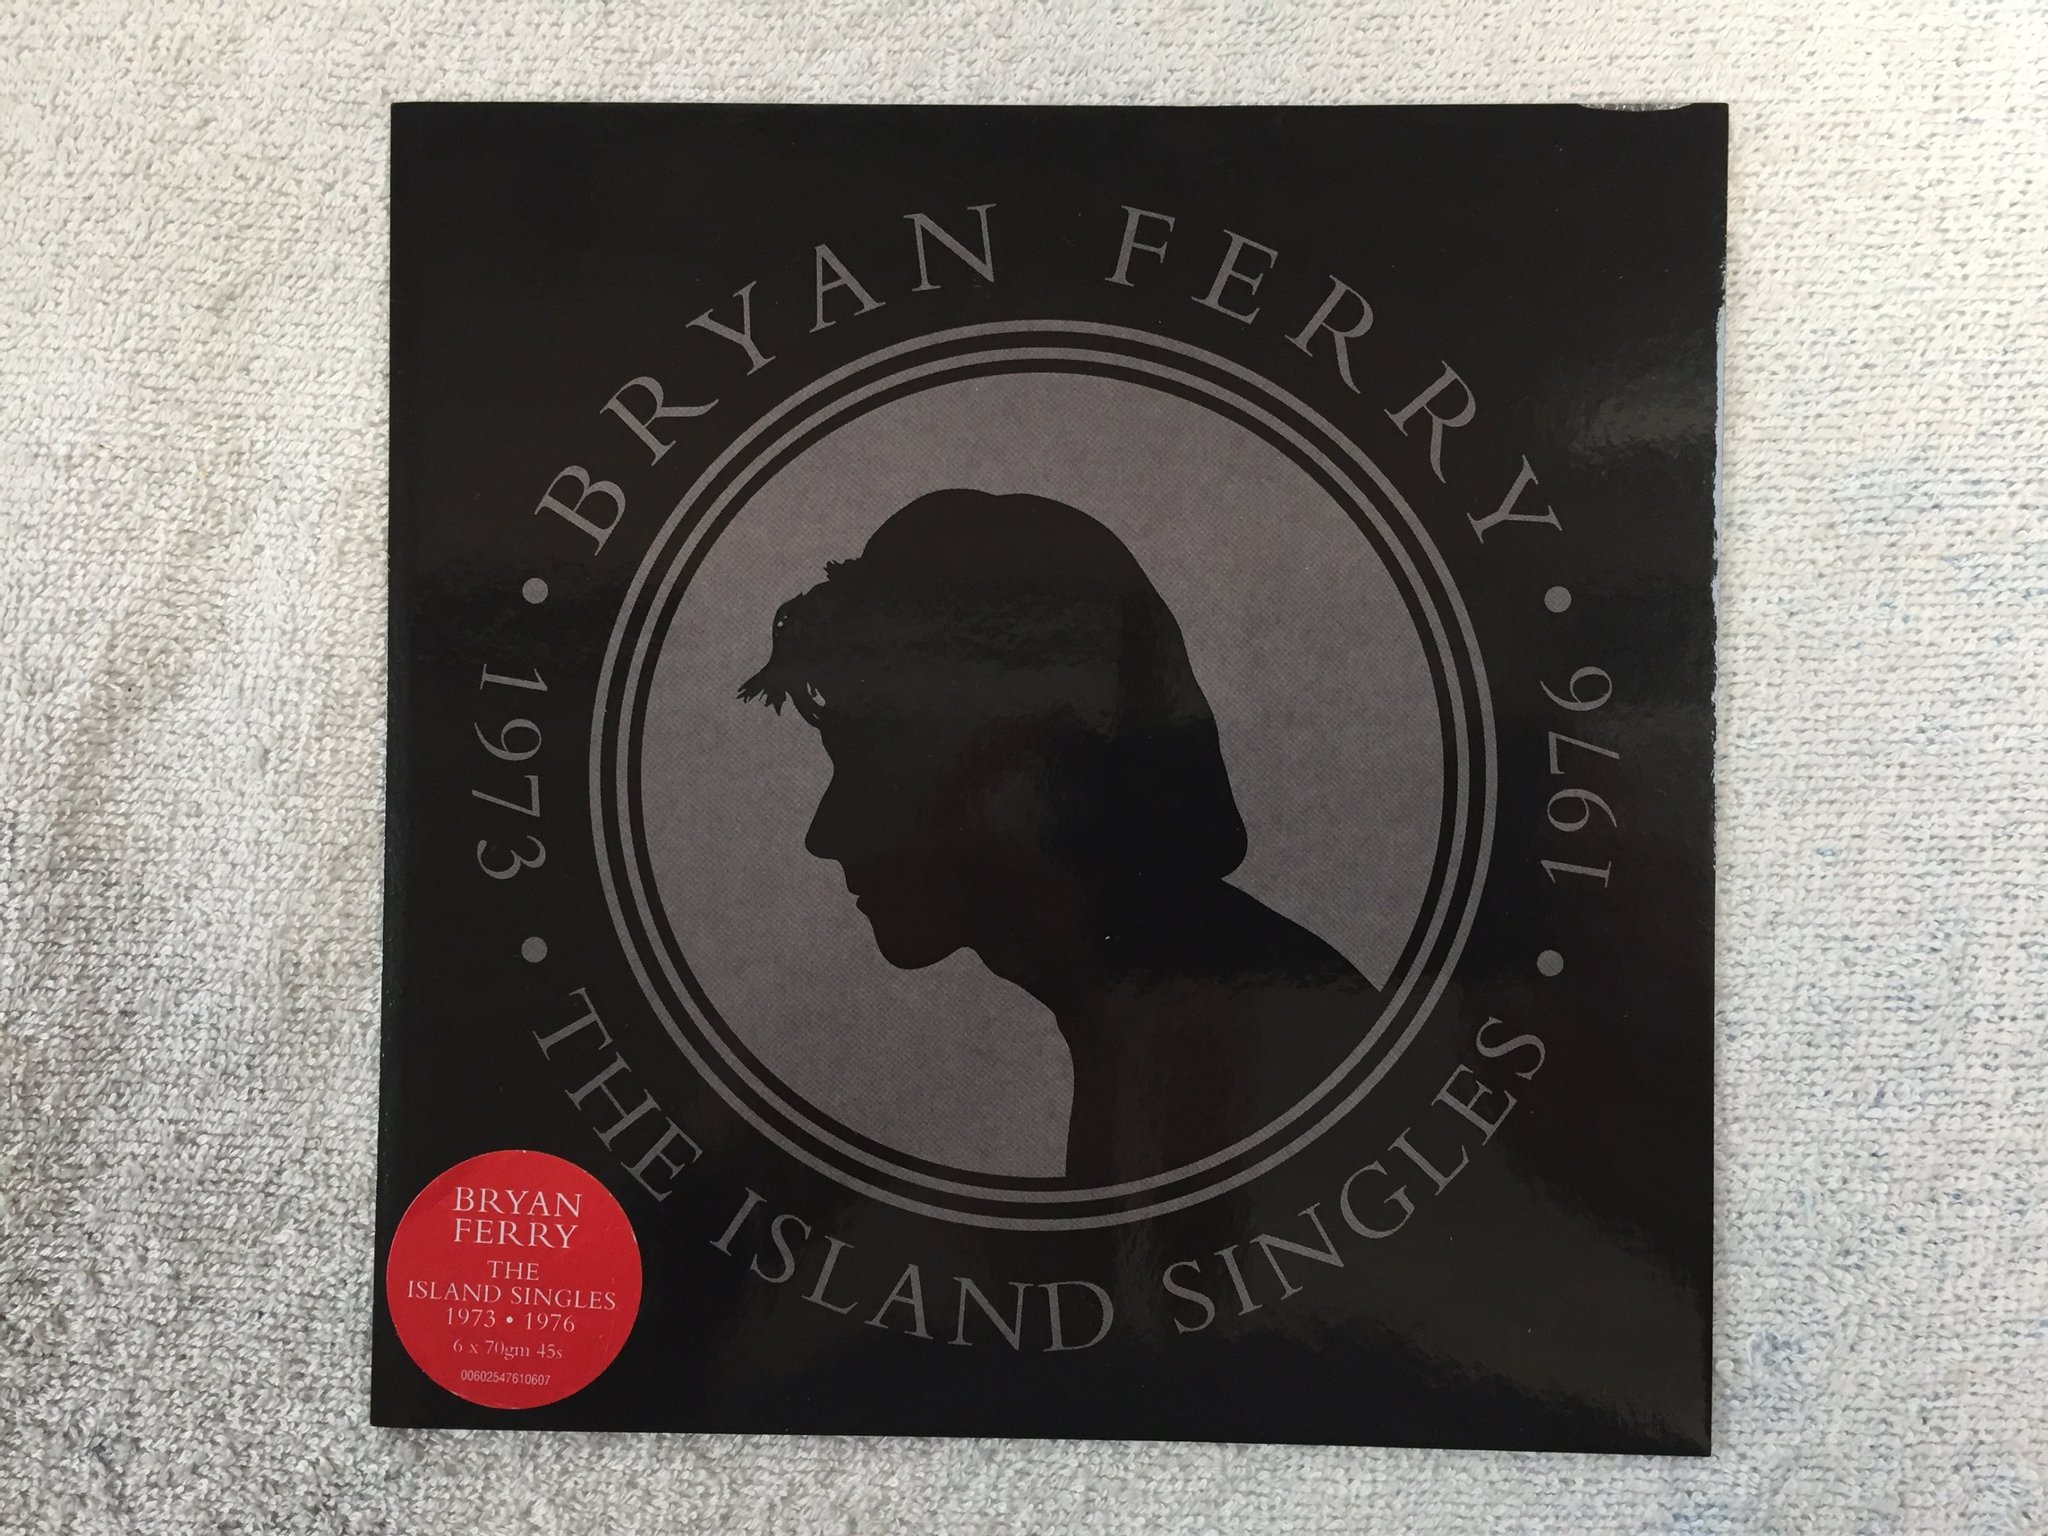 BRYAN FERRY
1973 • THE ISLAND SINGLES • 1976
BRYAN
FERRY
THE
ISLAND SINGLES
1973 • 1976
6 x 70gm 45s
00602547610607